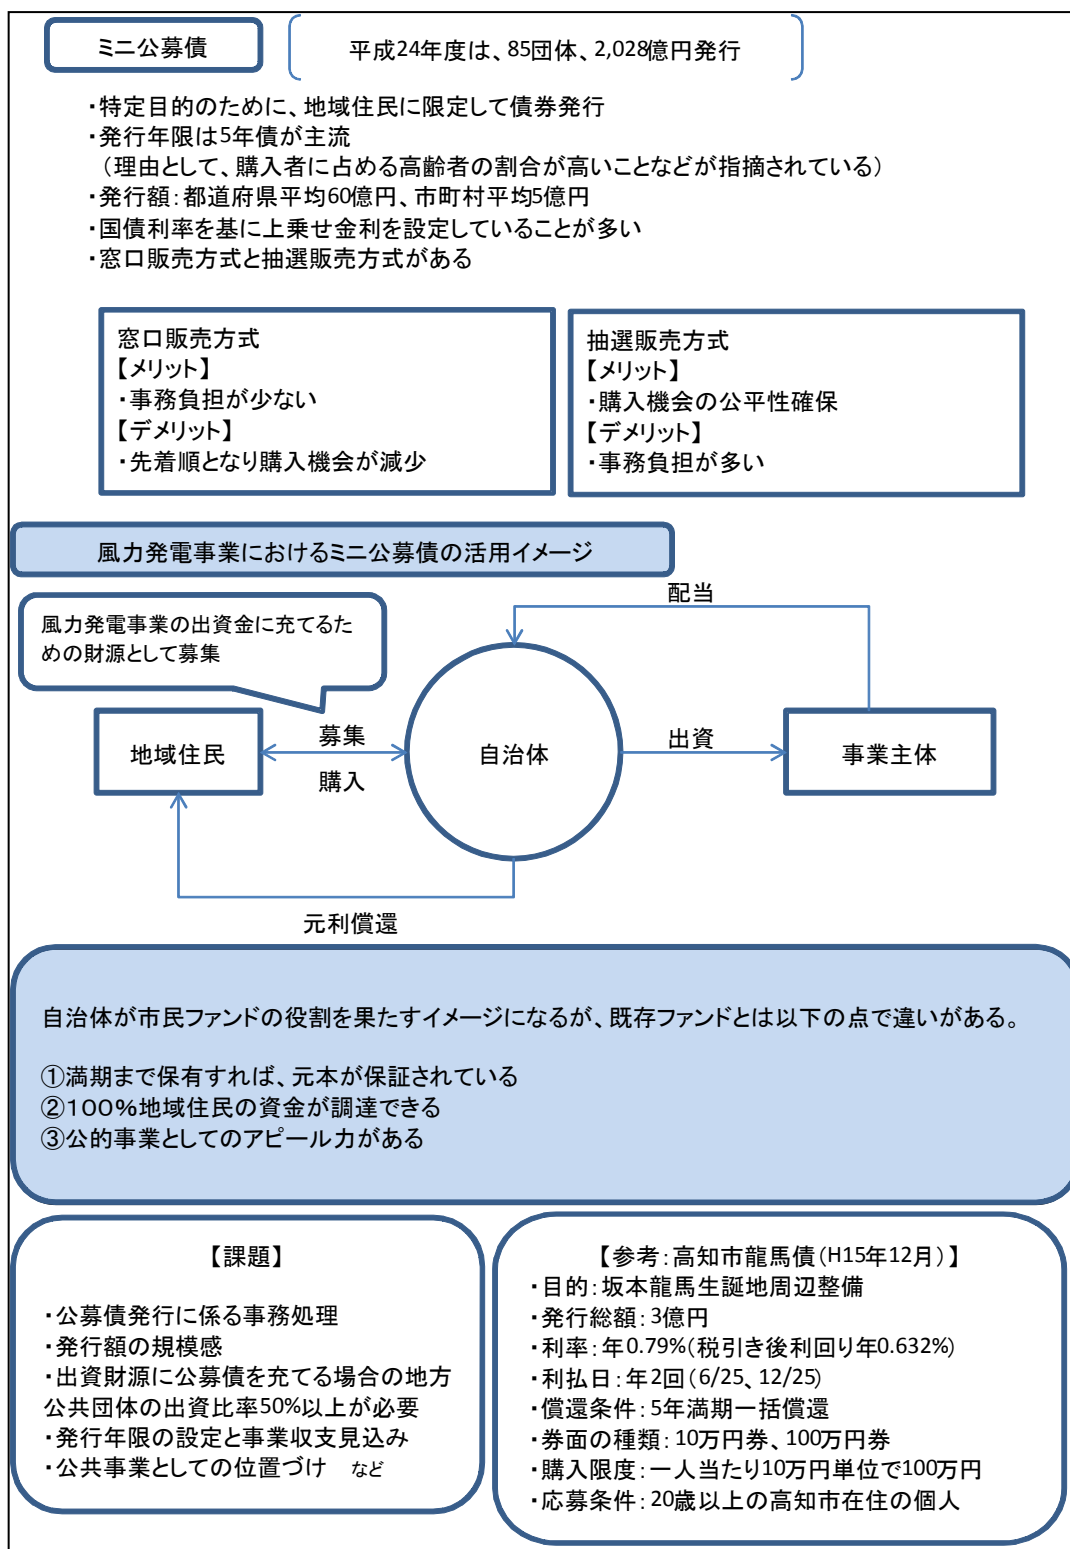 ミニ公募債
平成24年度は、85団体、2,028億円発行
・特定目的のために、地域住民に限定して債券発行
・発行年限は5年債が主流
（理由として、購入者に占める高齢者の割合が高いことなどが指摘されている）
・発行額：都道府県平均60億円、市町村平均5億円
・国債利率を基に上乗せ金利を設定していることが多い
・窓口販売方式と抽選販売方式がある
窓口販売方式
【メリット】
・事務負担が少ない
【デメリット】
・先着順となり購入機会が減少
抽選販売方式
【メリット】
・購入機会の公平性確保
【デメリット】
・事務負担が多い
風力発電事業におけるミニ公募債の活用イメージ
配当
風力発電事業の出資金に充てるた
めの財源として募集
地域住民
募集
購入
自治体
出資
事業主体
元利償還
自治体が市民ファンドの役割を果たすイメージになるが、既存ファンドとは以下の点で違いがある。
①満期まで保有すれば、元本が保証されている
②１００％地域住民の資金が調達できる
③公的事業としてのアピール力がある
【課題】
・公募債発行に係る事務処理
・発行額の規模感
・出資財源に公募債を充てる場合の地方
公共団体の出資比率50%以上が必要
・発行年限の設定と事業収支見込み
・公共事業としての位置づけ　など
【参考：高知市龍馬債（H15年12月）】
・目的：坂本龍馬生誕地周辺整備
・発行総額：3億円
・利率：年0.79%（税引き後利回り年0.632%）
・利払日：年2回（6/25、12/25）
・償還条件：5年満期一括償還
・券面の種類：10万円券、100万円券
・購入限度：一人当たり10万円単位で100万円
・応募条件：20歳以上の高知市在住の個人